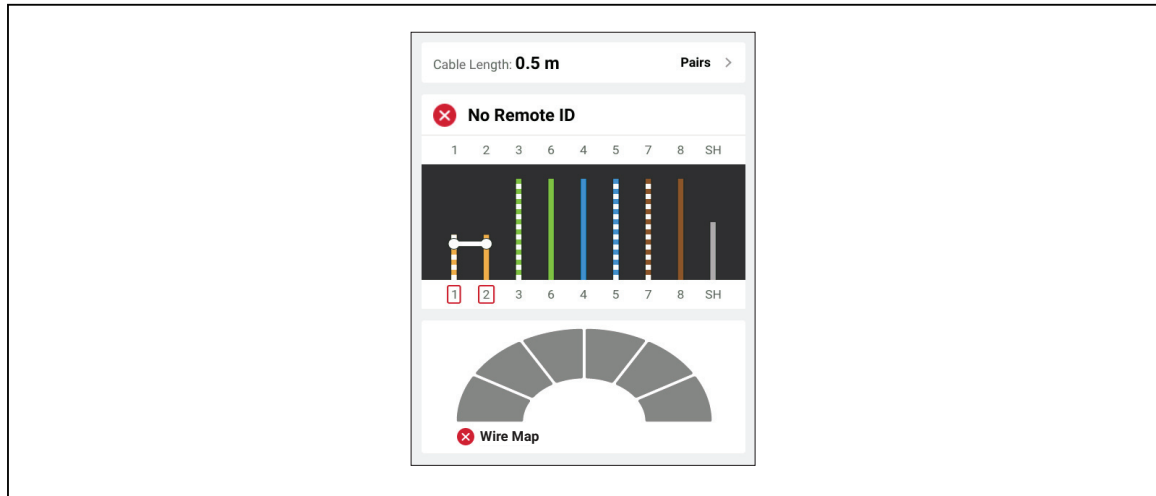 Cable Length: 0.5 m Pairs >
No Remote ID
1 2 3 6 4 5 7 8 SH
1 2 3 6 4 5 7 8 SH
Wire Map